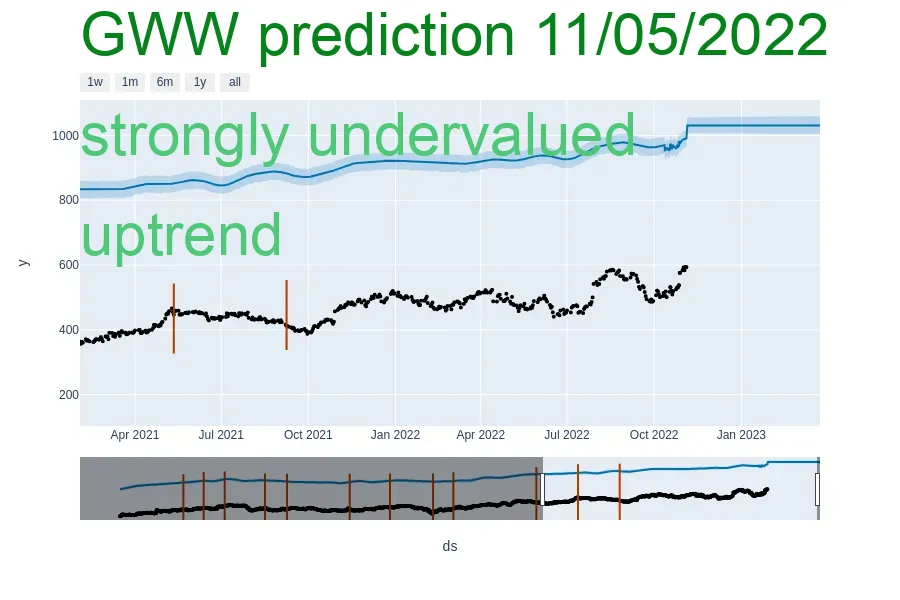 GWW prediction 11/05/2022
1w 1m 6m 1y all
strongly undervalued
uptrend
1000
800
600
400
200
y
Apr 2021 Jul 2021 Oct 2021 Jan 2022 Apr 2022 Jul 2022 Oct 2022 Jan 2023
ds